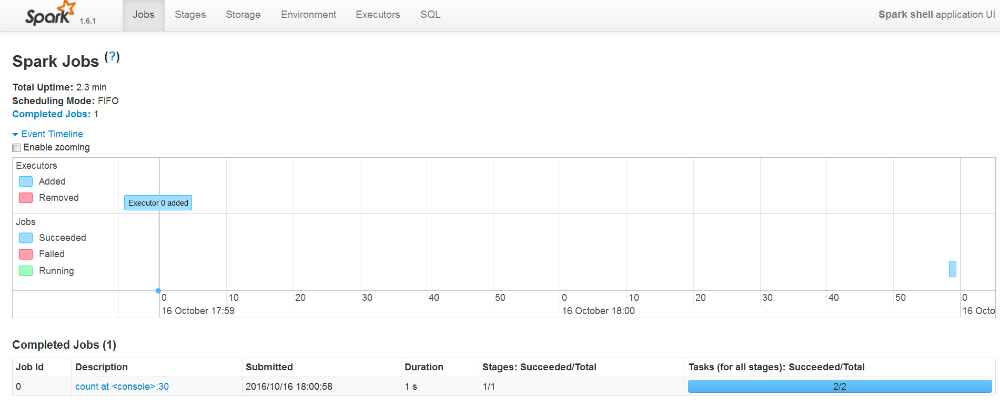 Spark 1.6.1 Jobs Stages Storage Environment Executors SQL Spark shell application UI
Spark Jobs (?)
Total Uptime: 2.3 min
Scheduling Mode: FIFO
Completed Jobs: 1
Event Timeline
Enable zooming
Executors
Added
Removed
Executor 0 added
Jobs
Succeeded
Failed
Running
0 10 20 30 40 50 0 10 20 30 40 50 0
16 October 17:59 16 October 18:00 16 Octo
Completed Jobs (1)
Job Id Description Submitted Duration Stages: Succeeded/Total Tasks (for all stages): Succeeded/Total
0 count at <console>:30 2016/10/16 18:00:58 1 s 1/1 2/2